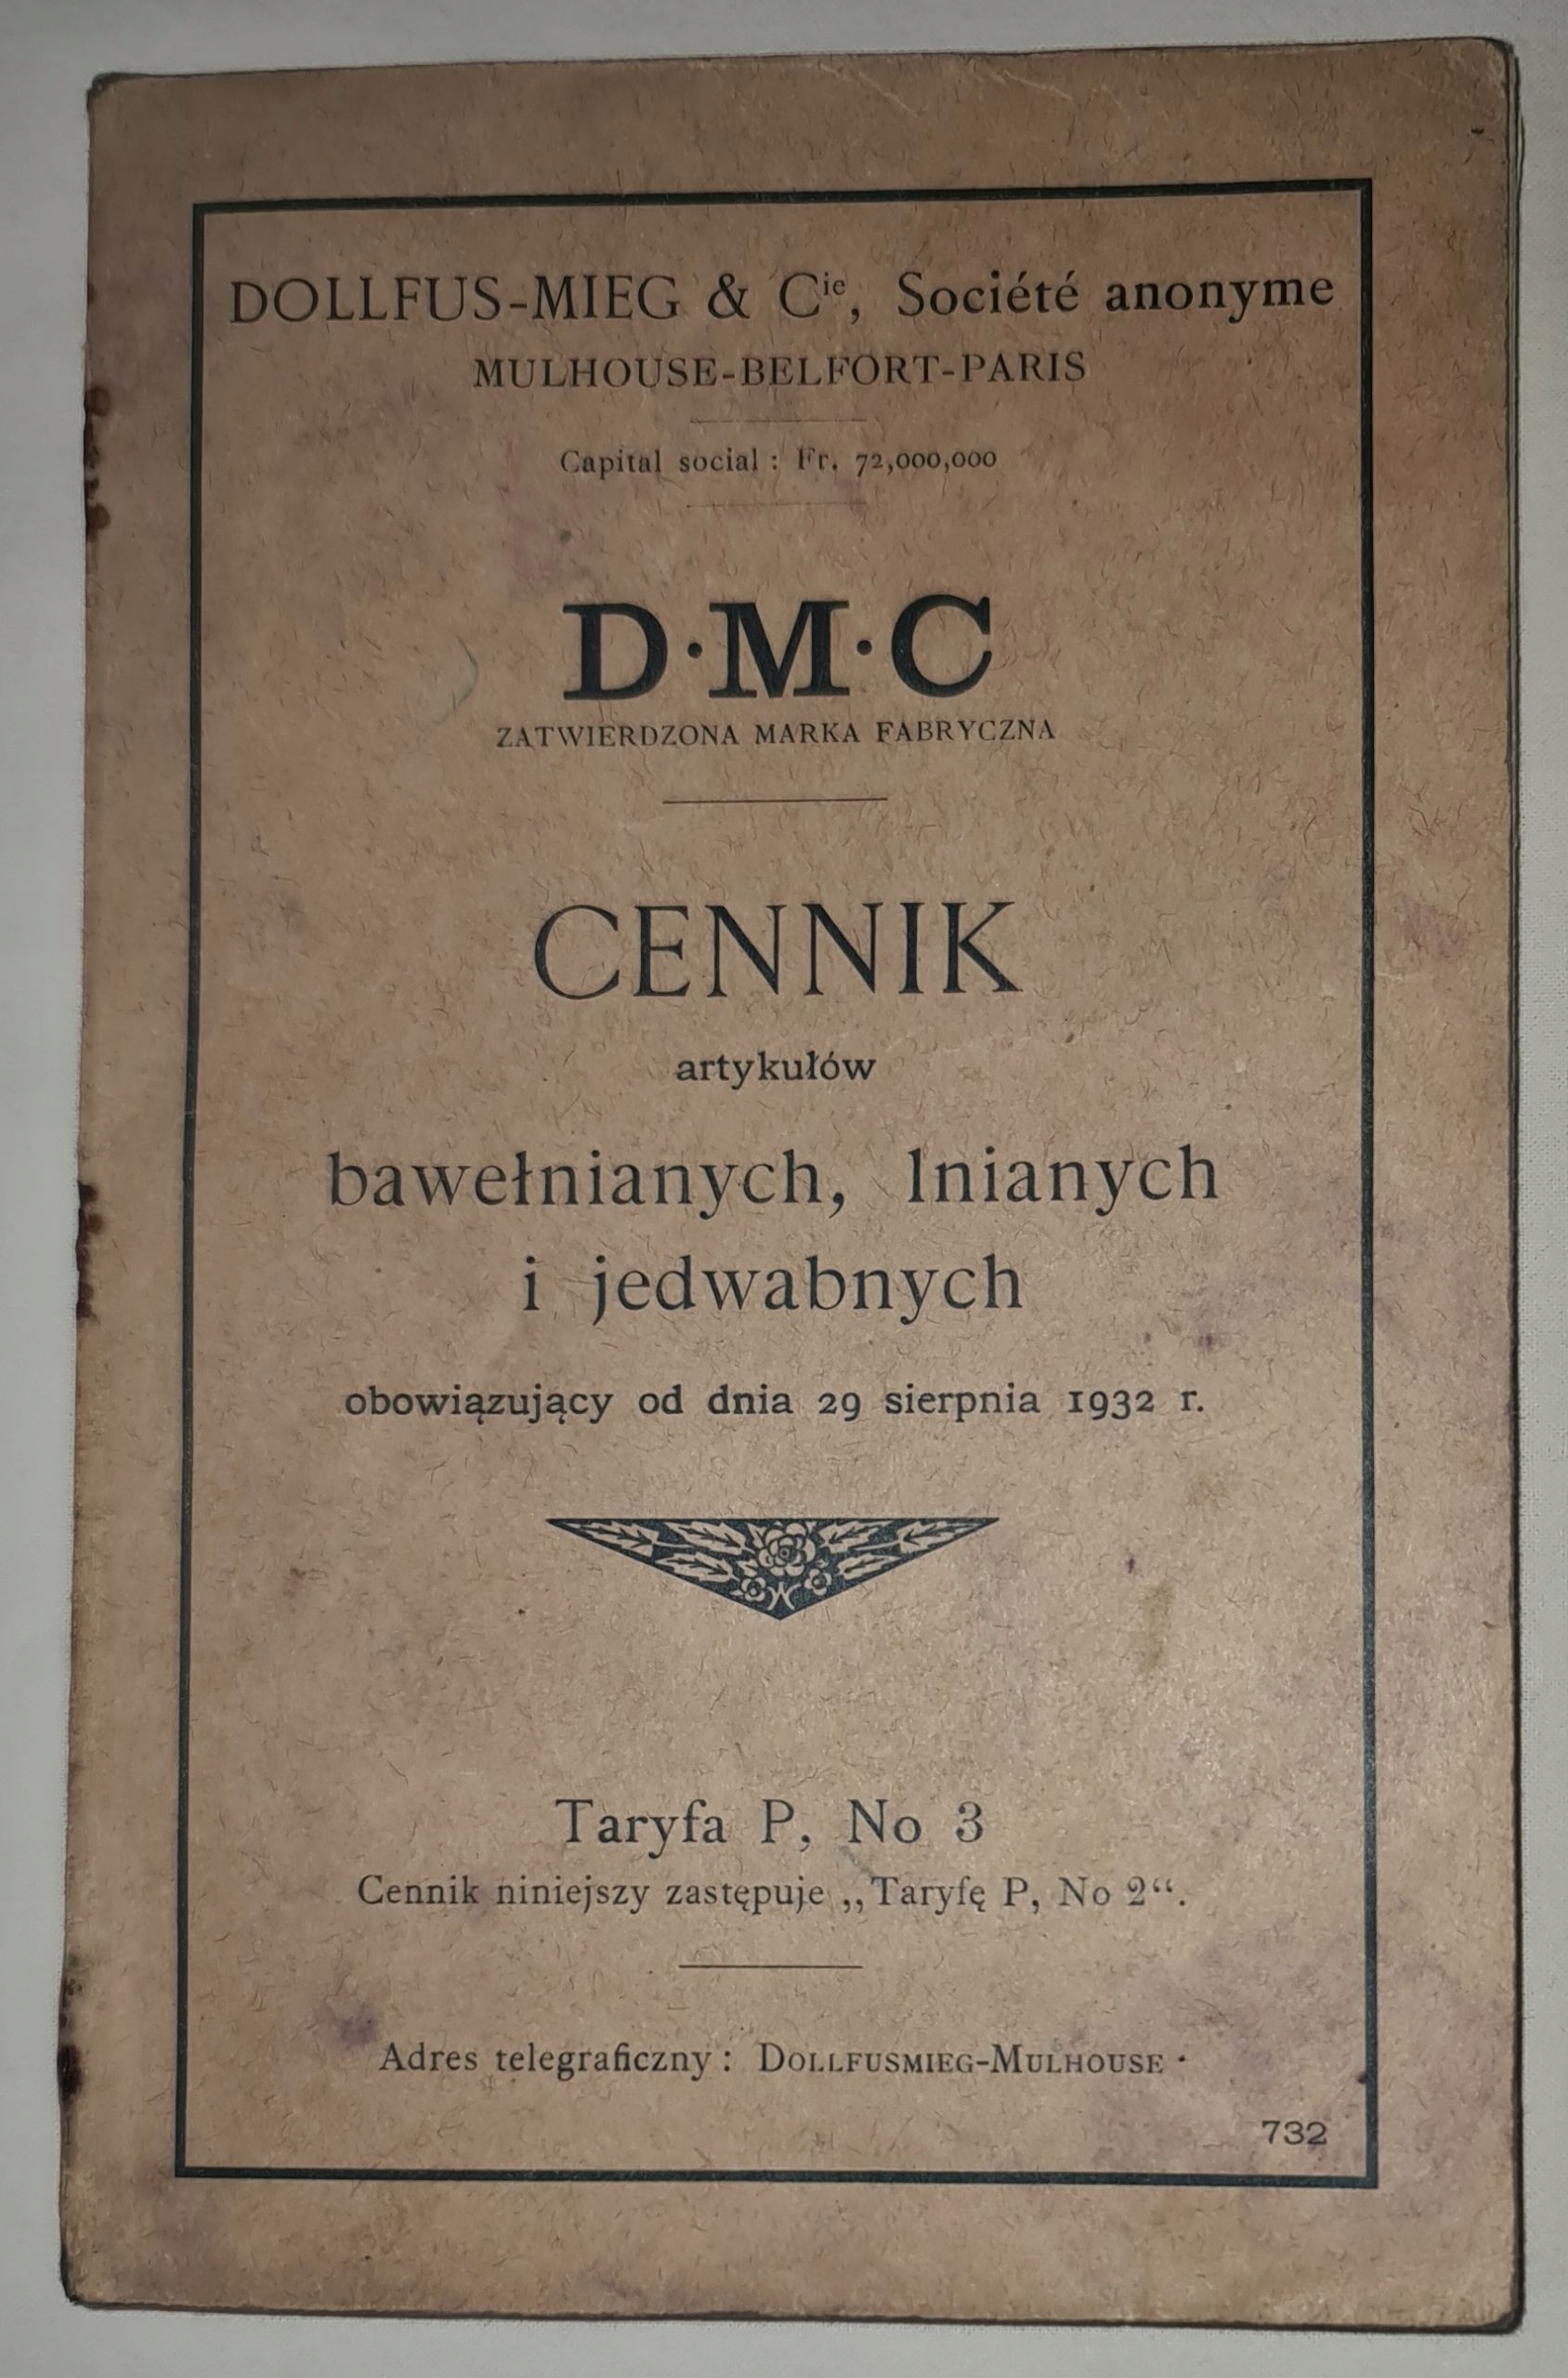 DOLLFUS-MIEG & Cie, Société anonyme
MULHOUSE-BELFORT-PARIS
Capital social : Fr. 72,000,000
D·M·C
ZATWIERDZONA MARKA FABRYCZNA
CENNIK
artykułów
bawełnianych, lnianych
i jedwabnych
obowiązujący od dnia 29 sierpnia 1932 r.
Taryfa P, No 3
Cennik niniejszy zastępuje „Taryfę P, No 2“.
Adres telegraficzny : DOLLFUSMIEG-MULHOUSE
732